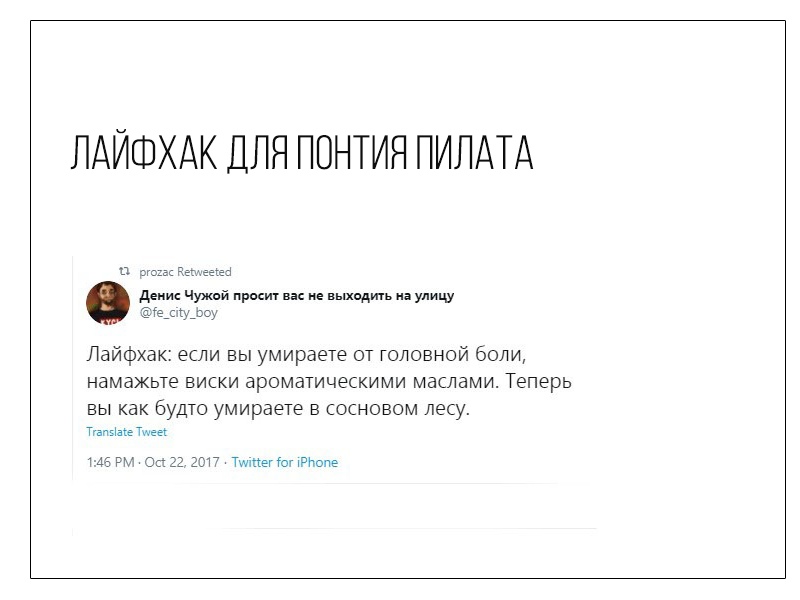 ЛАЙФХАК ДЛЯ ПОНТИЯ ПИЛАТА
prozac Retweeted
Денис Чужой просит вас не выходить на улицу
@fe_city_boy
Лайфхак: если вы умираете от головной боли,
намажьте виски ароматическими маслами. Теперь
вы как будто умираете в сосновом лесу.
Translate Tweet
1:46 PM · Oct 22, 2017 · Twitter for iPhone